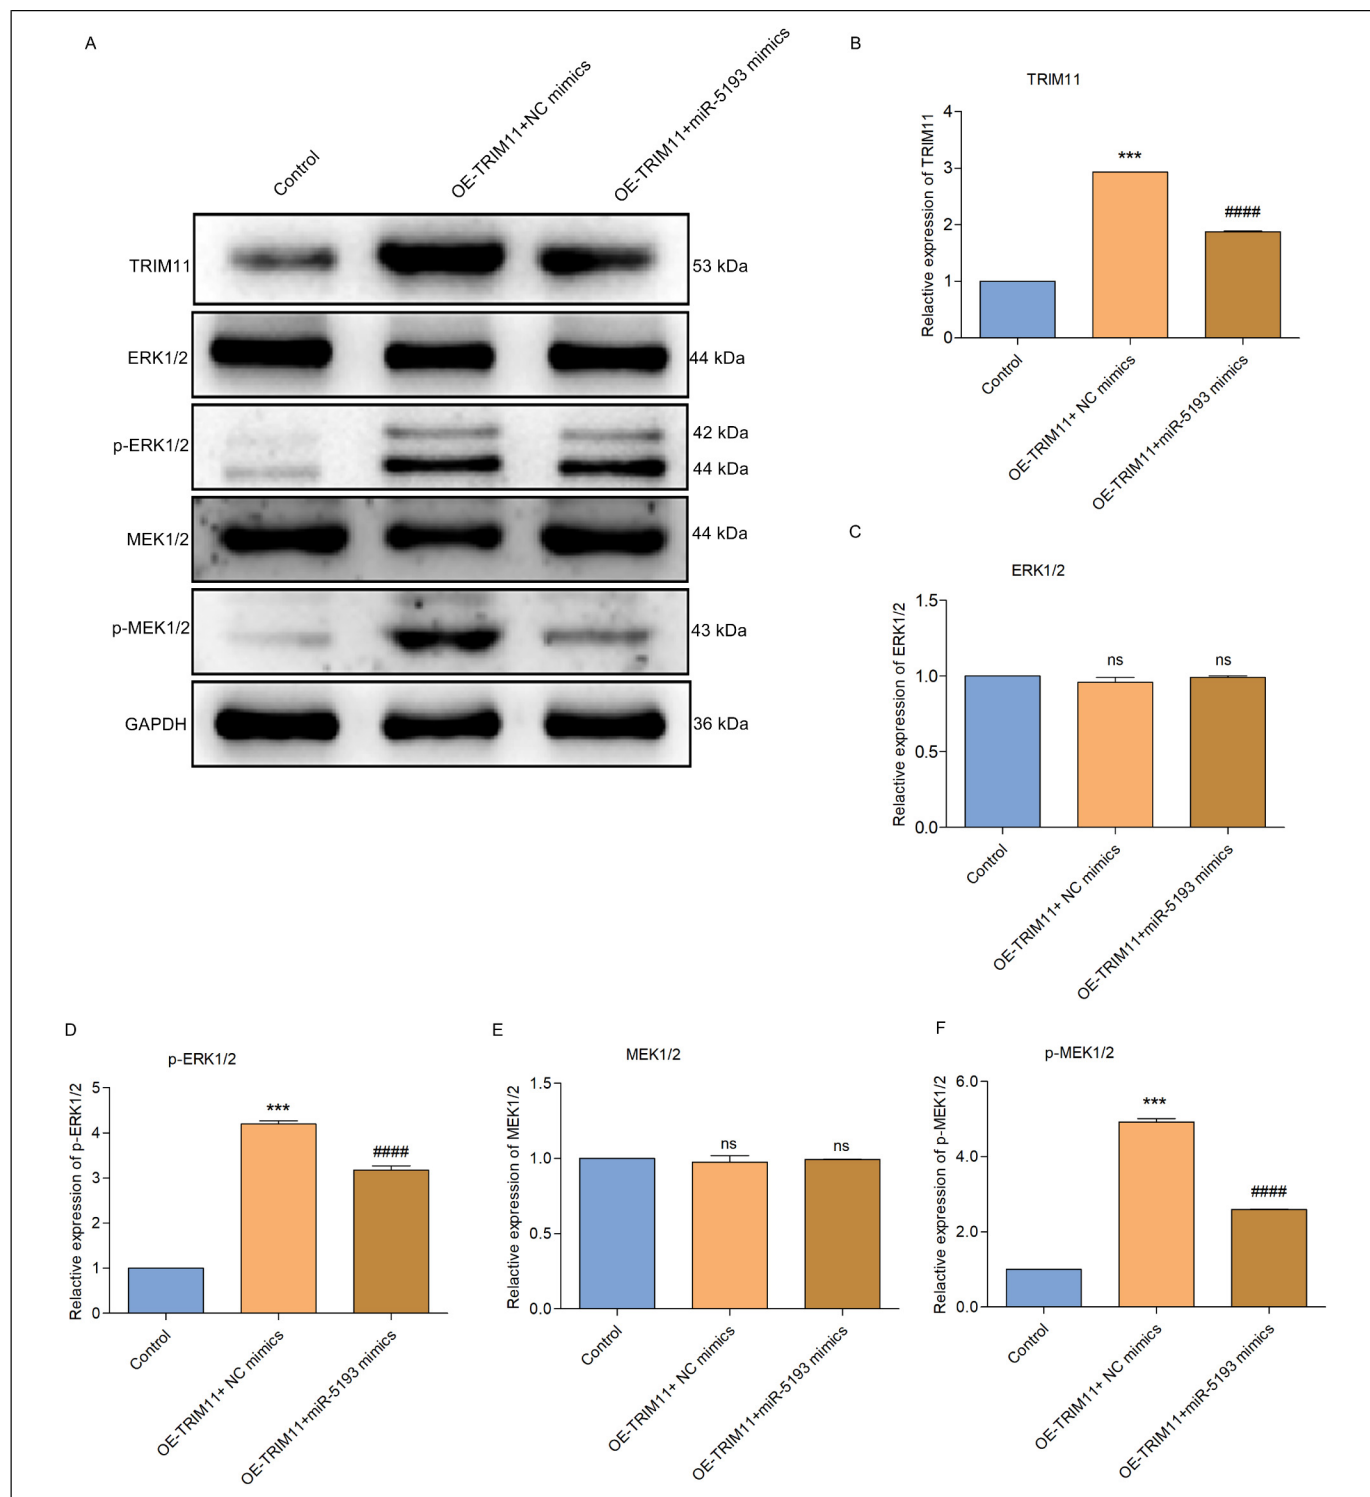 A
Control
OE-TRIM11+NC mimics
OE-TRIM11+miR-5193 mimics
TRIM11
53 kDa
ERK1/2
44 kDa
p-ERK1/2
42 kDa
44 kDa
MEK1/2
44 kDa
p-MEK1/2
43 kDa
GAPDH
36 kDa
B
TRIM11
Relactive expression of TRIM11
4
3
2
1
0
***
####
Control
OE-TRIM11+ NC mimics
OE-TRIM11+miR-5193 mimics
C
ERK1/2
Relactive expression of ERK1/2
1.5
1.0
0.5
0.0
ns
ns
Control
OE-TRIM11+ NC mimics
OE-TRIM11+miR-5193 mimics
D
p-ERK1/2
Relactive expression of p-ERK1/2
5
4
3
2
1
0
***
####
Control
OE-TRIM11+ NC mimics
OE-TRIM11+miR-5193 mimics
E
MEK1/2
Relactive expression of MEK1/2
1.5
1.0
0.5
0.0
ns
ns
Control
OE-TRIM11+ NC mimics
OE-TRIM11+miR-5193 mimics
F
p-MEK1/2
Relactive expression of p-MEK1/2
6.0
4.0
2.0
0.0
***
####
Control
OE-TRIM11+ NC mimics
OE-TRIM11+miR-5193 mimics